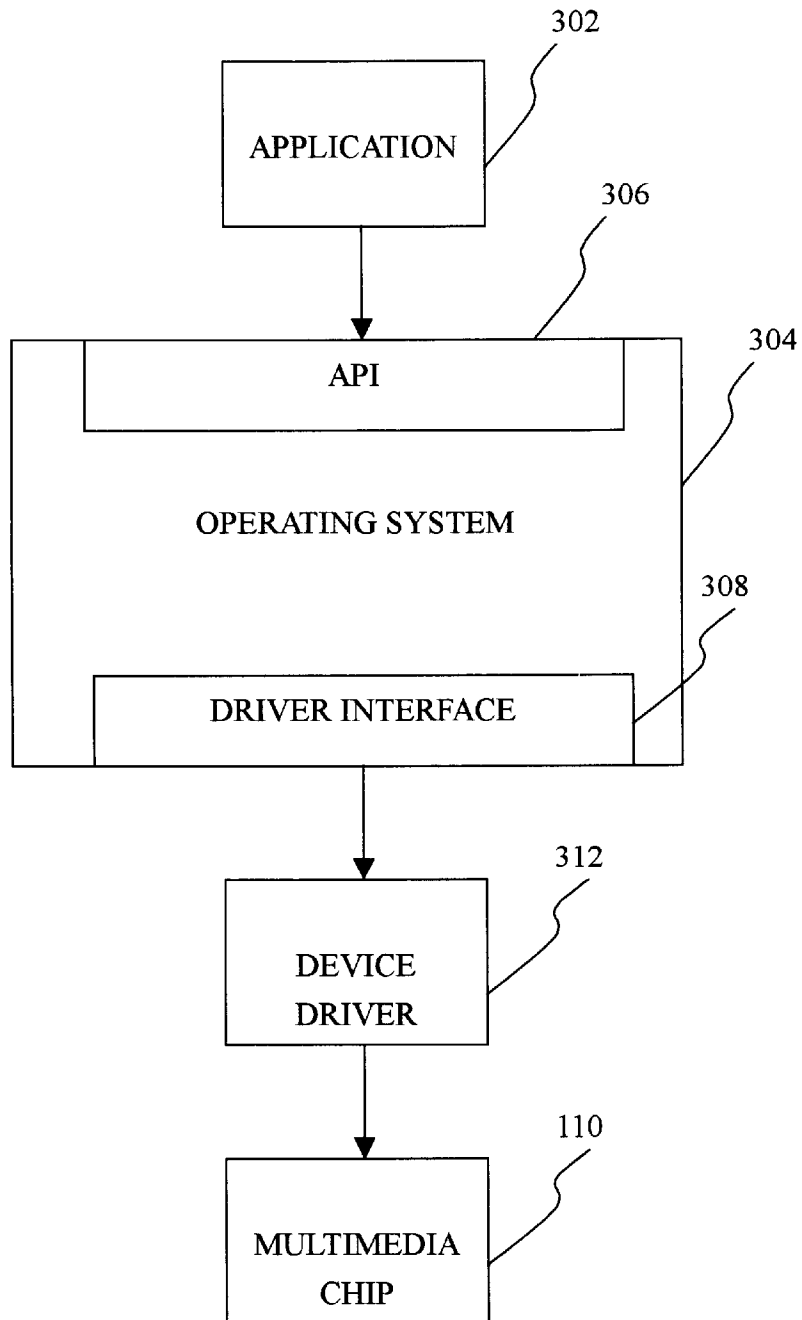 302
APPLICATION
306
API
304
OPERATING SYSTEM
308
DRIVER INTERFACE
312
DEVICE
DRIVER
110
MULTIMEDIA
CHIP